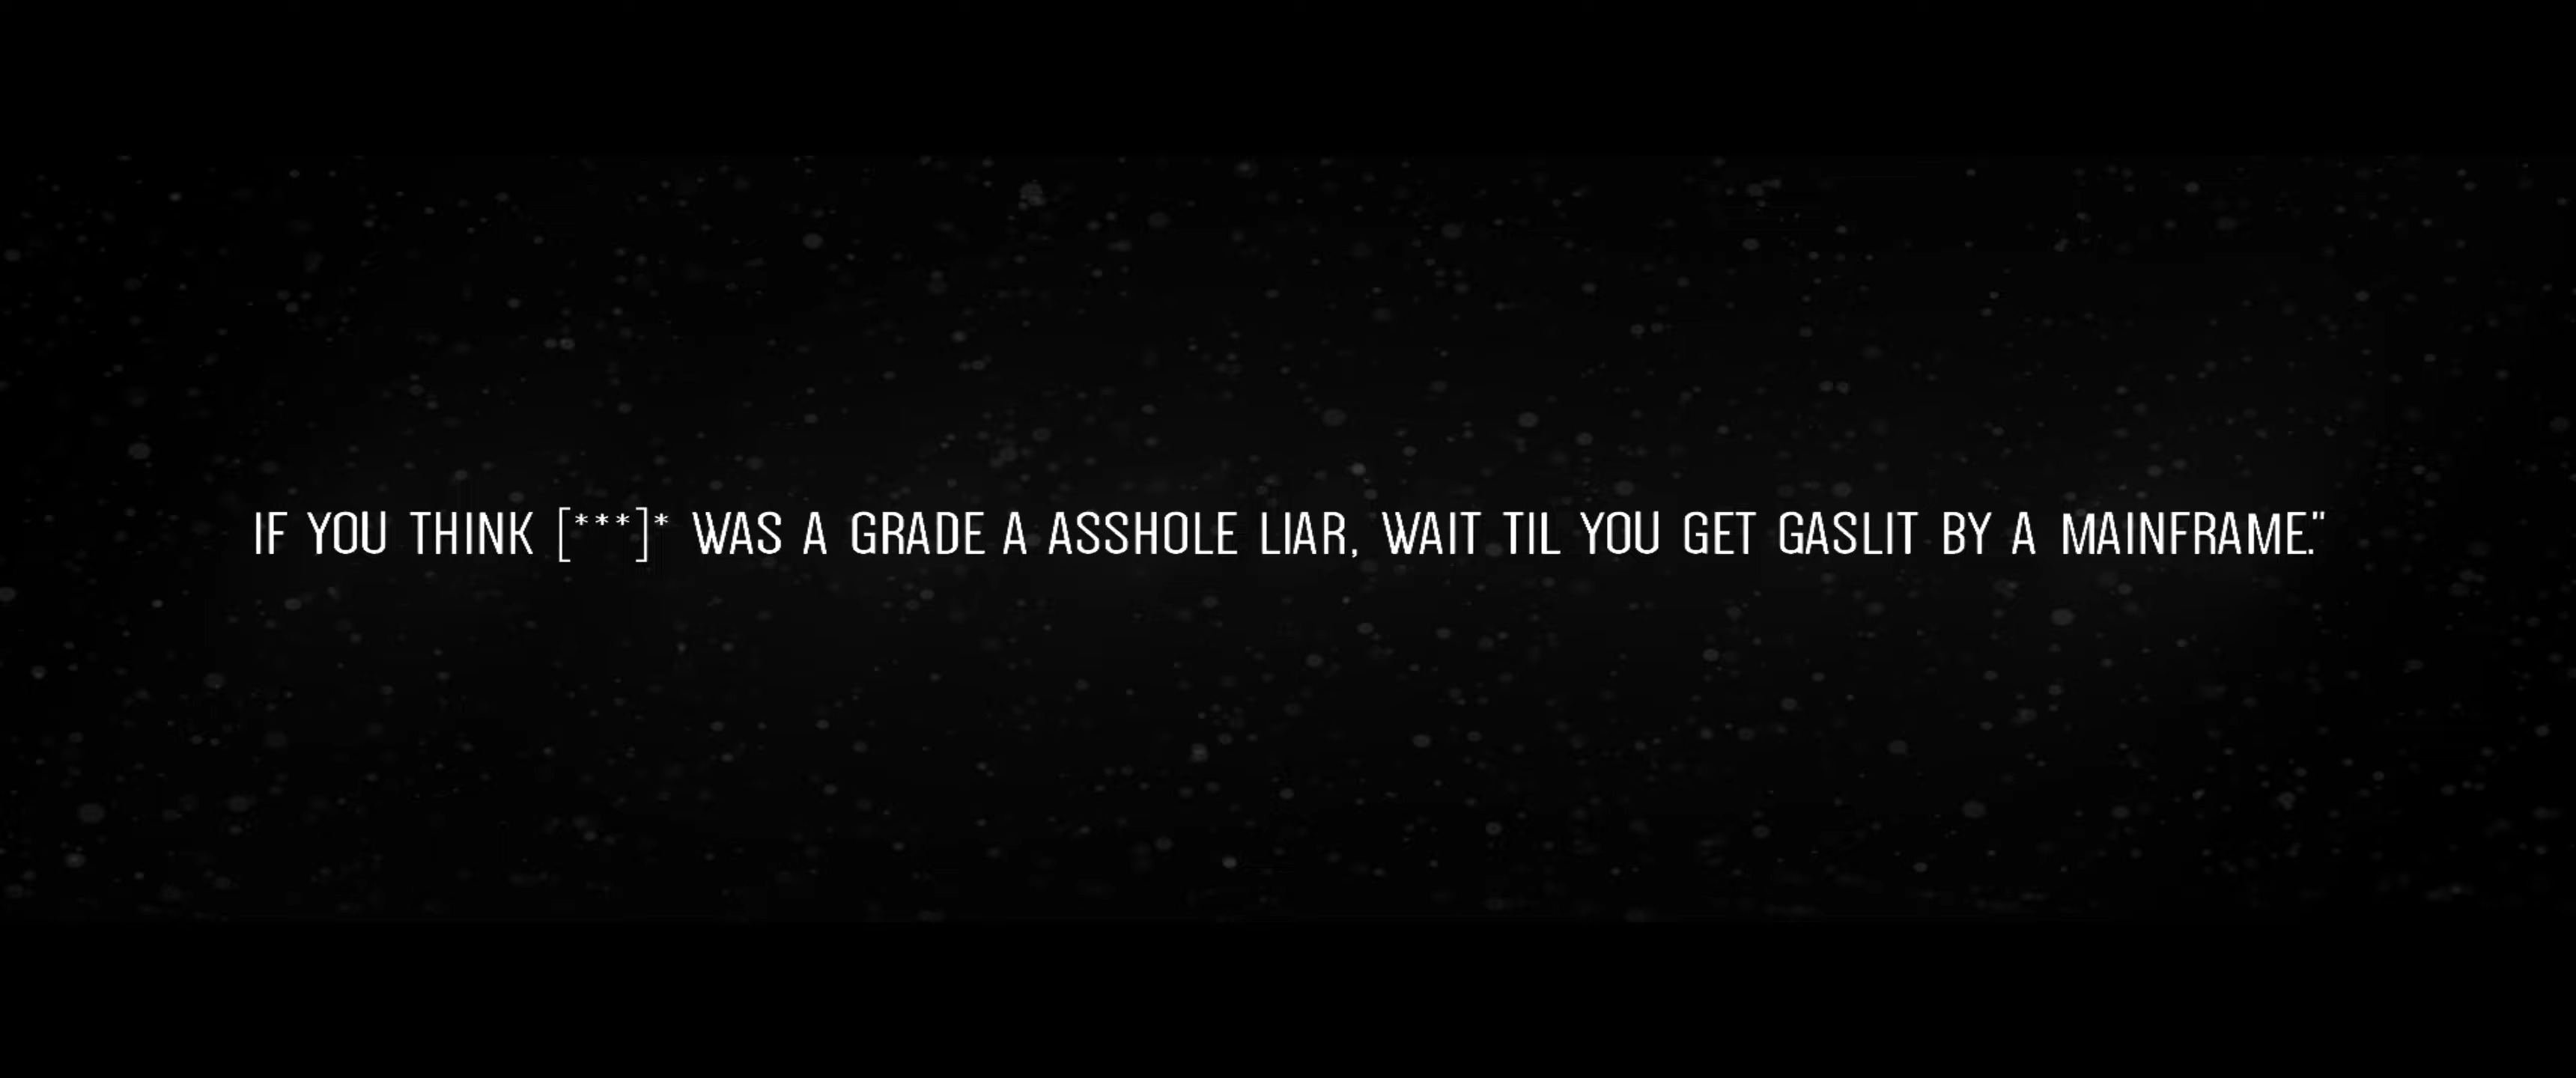 IF YOU THINK [***]* WAS A GRADE A ASSHOLE LIAR, WAIT TIL YOU GET GASLIT BY A MAINFRAME."